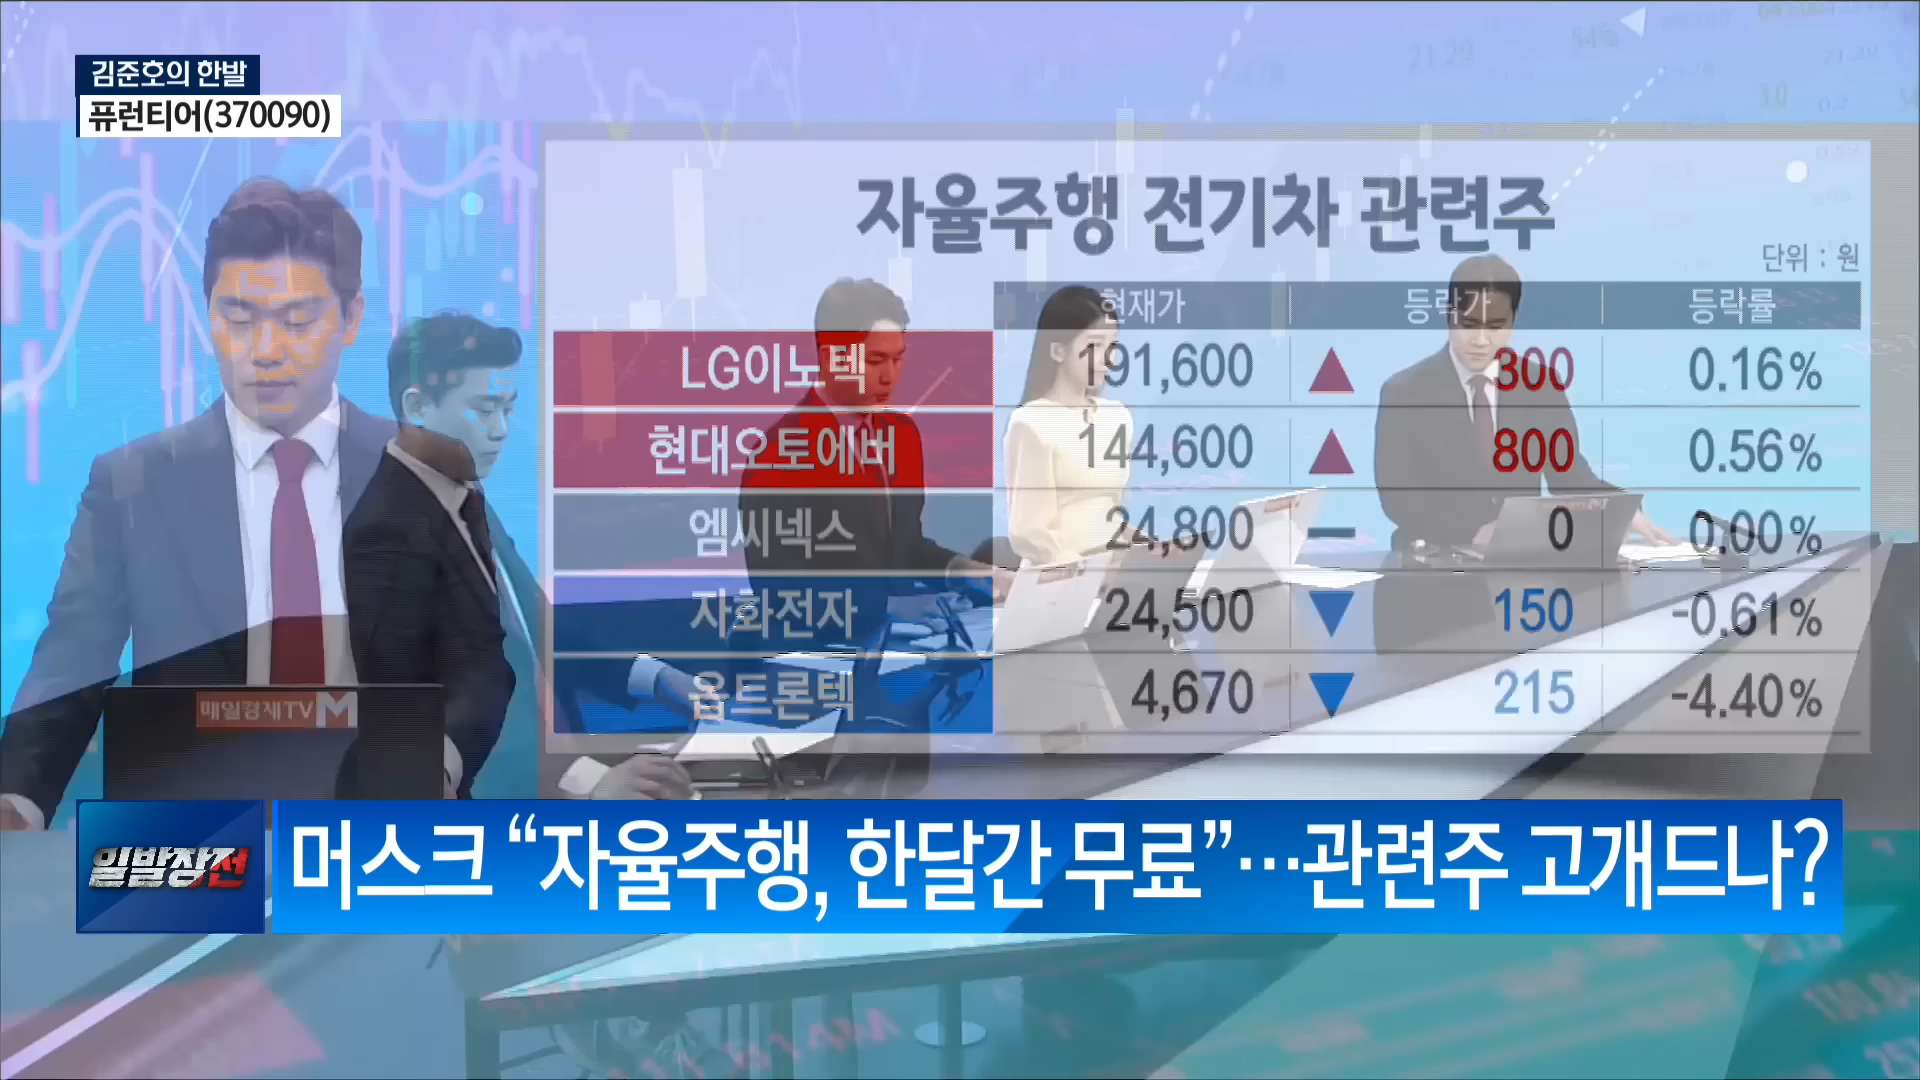 김준호의 한발
퓨런티어(370090)
자율주행 전기차 관련주
단위 : 원
현재가 등락가 등락률
LG이노텍 191,600 ▲ 300 0.16%
현대오토에버 144,600 ▲ 800 0.56%
엠씨넥스 24,800 － 0 0.00%
자화전자 24,500 ▼ 150 -0.61%
옵트론텍 4,670 ▼ 215 -4.40%
매일경제TV M
일발장전
머스크 “자율주행, 한달간 무료”…관련주 고개드나?